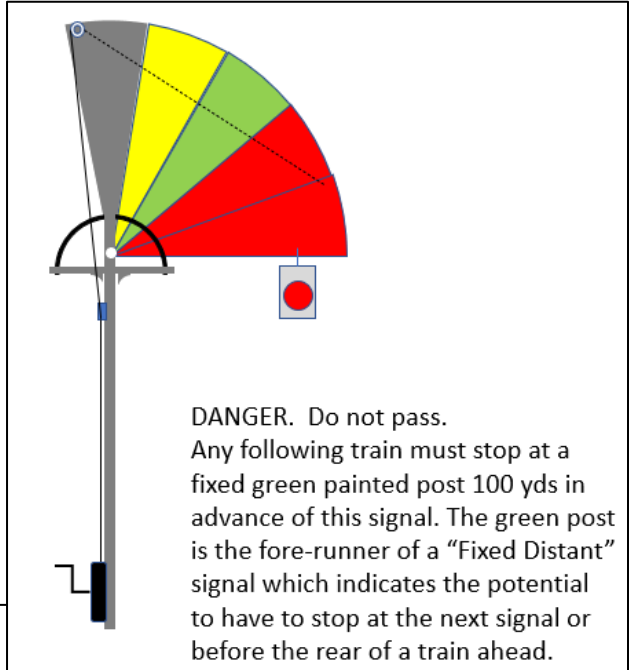 DANGER.  Do not pass.
Any following train must stop at a
fixed green painted post 100 yds in
advance of this signal. The green post
is the fore-runner of a “Fixed Distant”
signal which indicates the potential
to have to stop at the next signal or
before the rear of a train ahead.